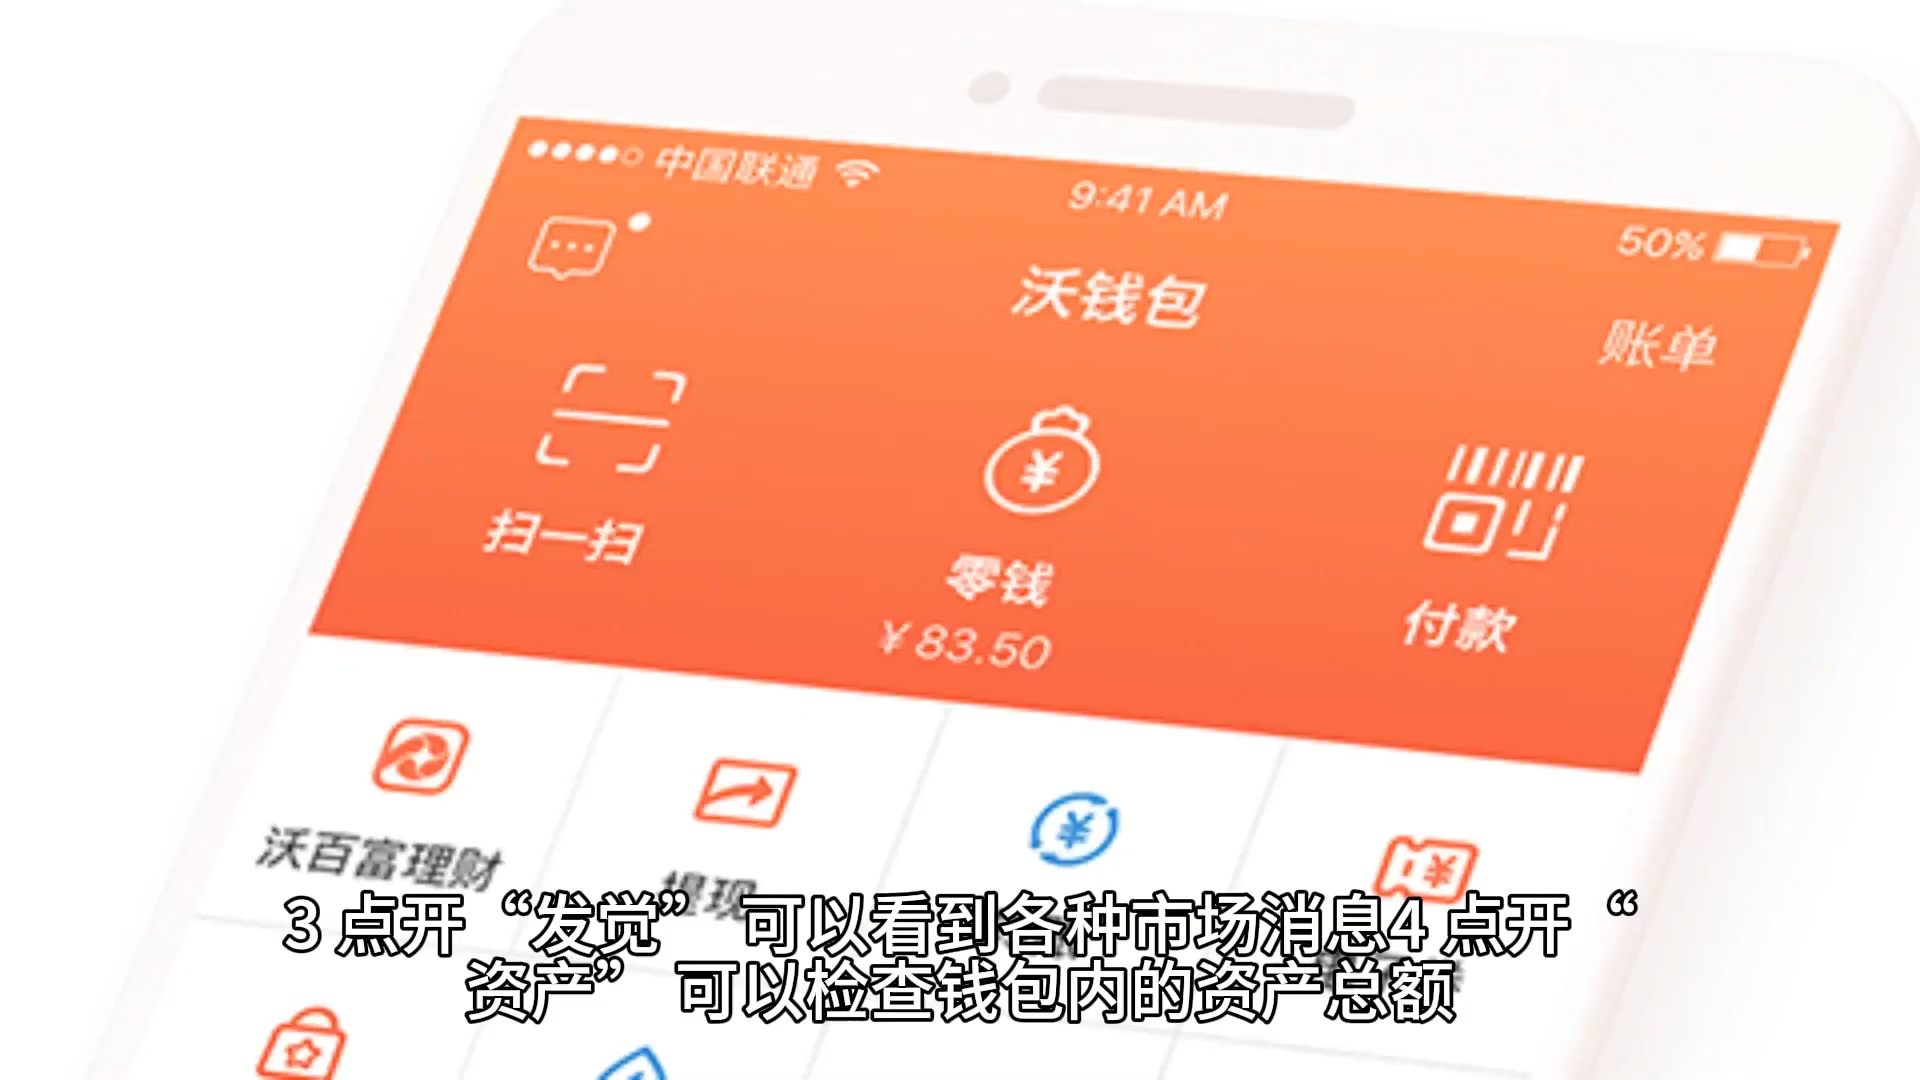 中国联通
9:41 AM
50%
沃钱包
账单
扫一扫
零钱
¥83.50
付款
沃百富理财
提现
3 点开“发觉” 可以看到各种市场消息4 点开“
资产” 可以检查钱包内的资产总额